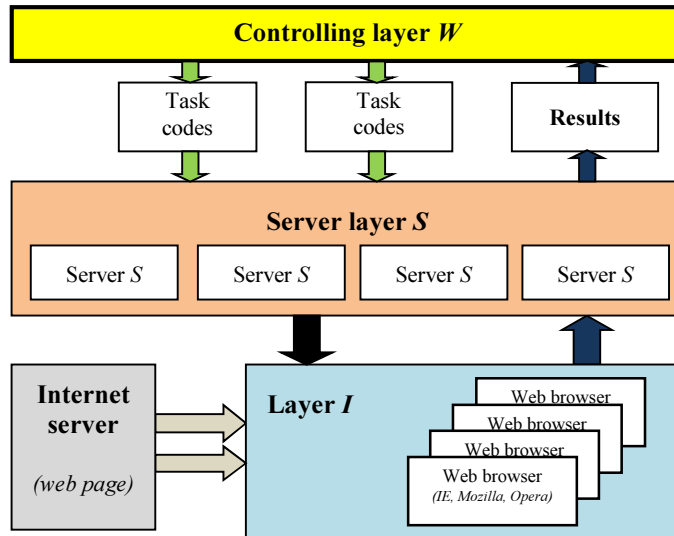 Controlling layer W
Task
codes
Task
codes
Results
Server layer S
Server S
Server S
Server S
Server S
Internet
server
(web page)
Layer I
Web browser
Web browser
Web browser
Web browser
(IE, Mozilla, Opera)